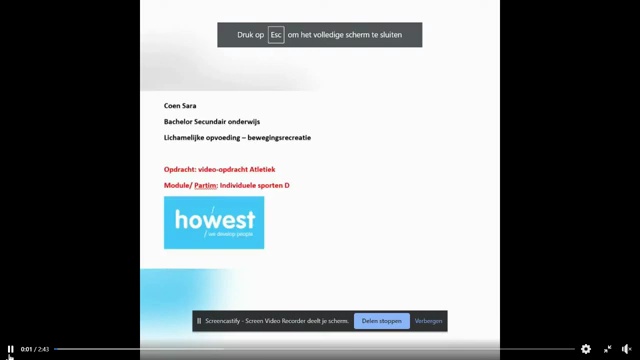 Druk op Esc om het volledige scherm te sluiten
Coen Sara
Bachelor Secundair onderwijs
Lichamelijke opvoeding – bewegingsrecreatie
Opdracht: video-opdracht Atletiek
Module/ Partim: Individuele sporten D
howest
we develop people
Screencastify - Screen Video Recorder deelt je scherm. Delen stoppen Verbergen
0:01 / 2:43